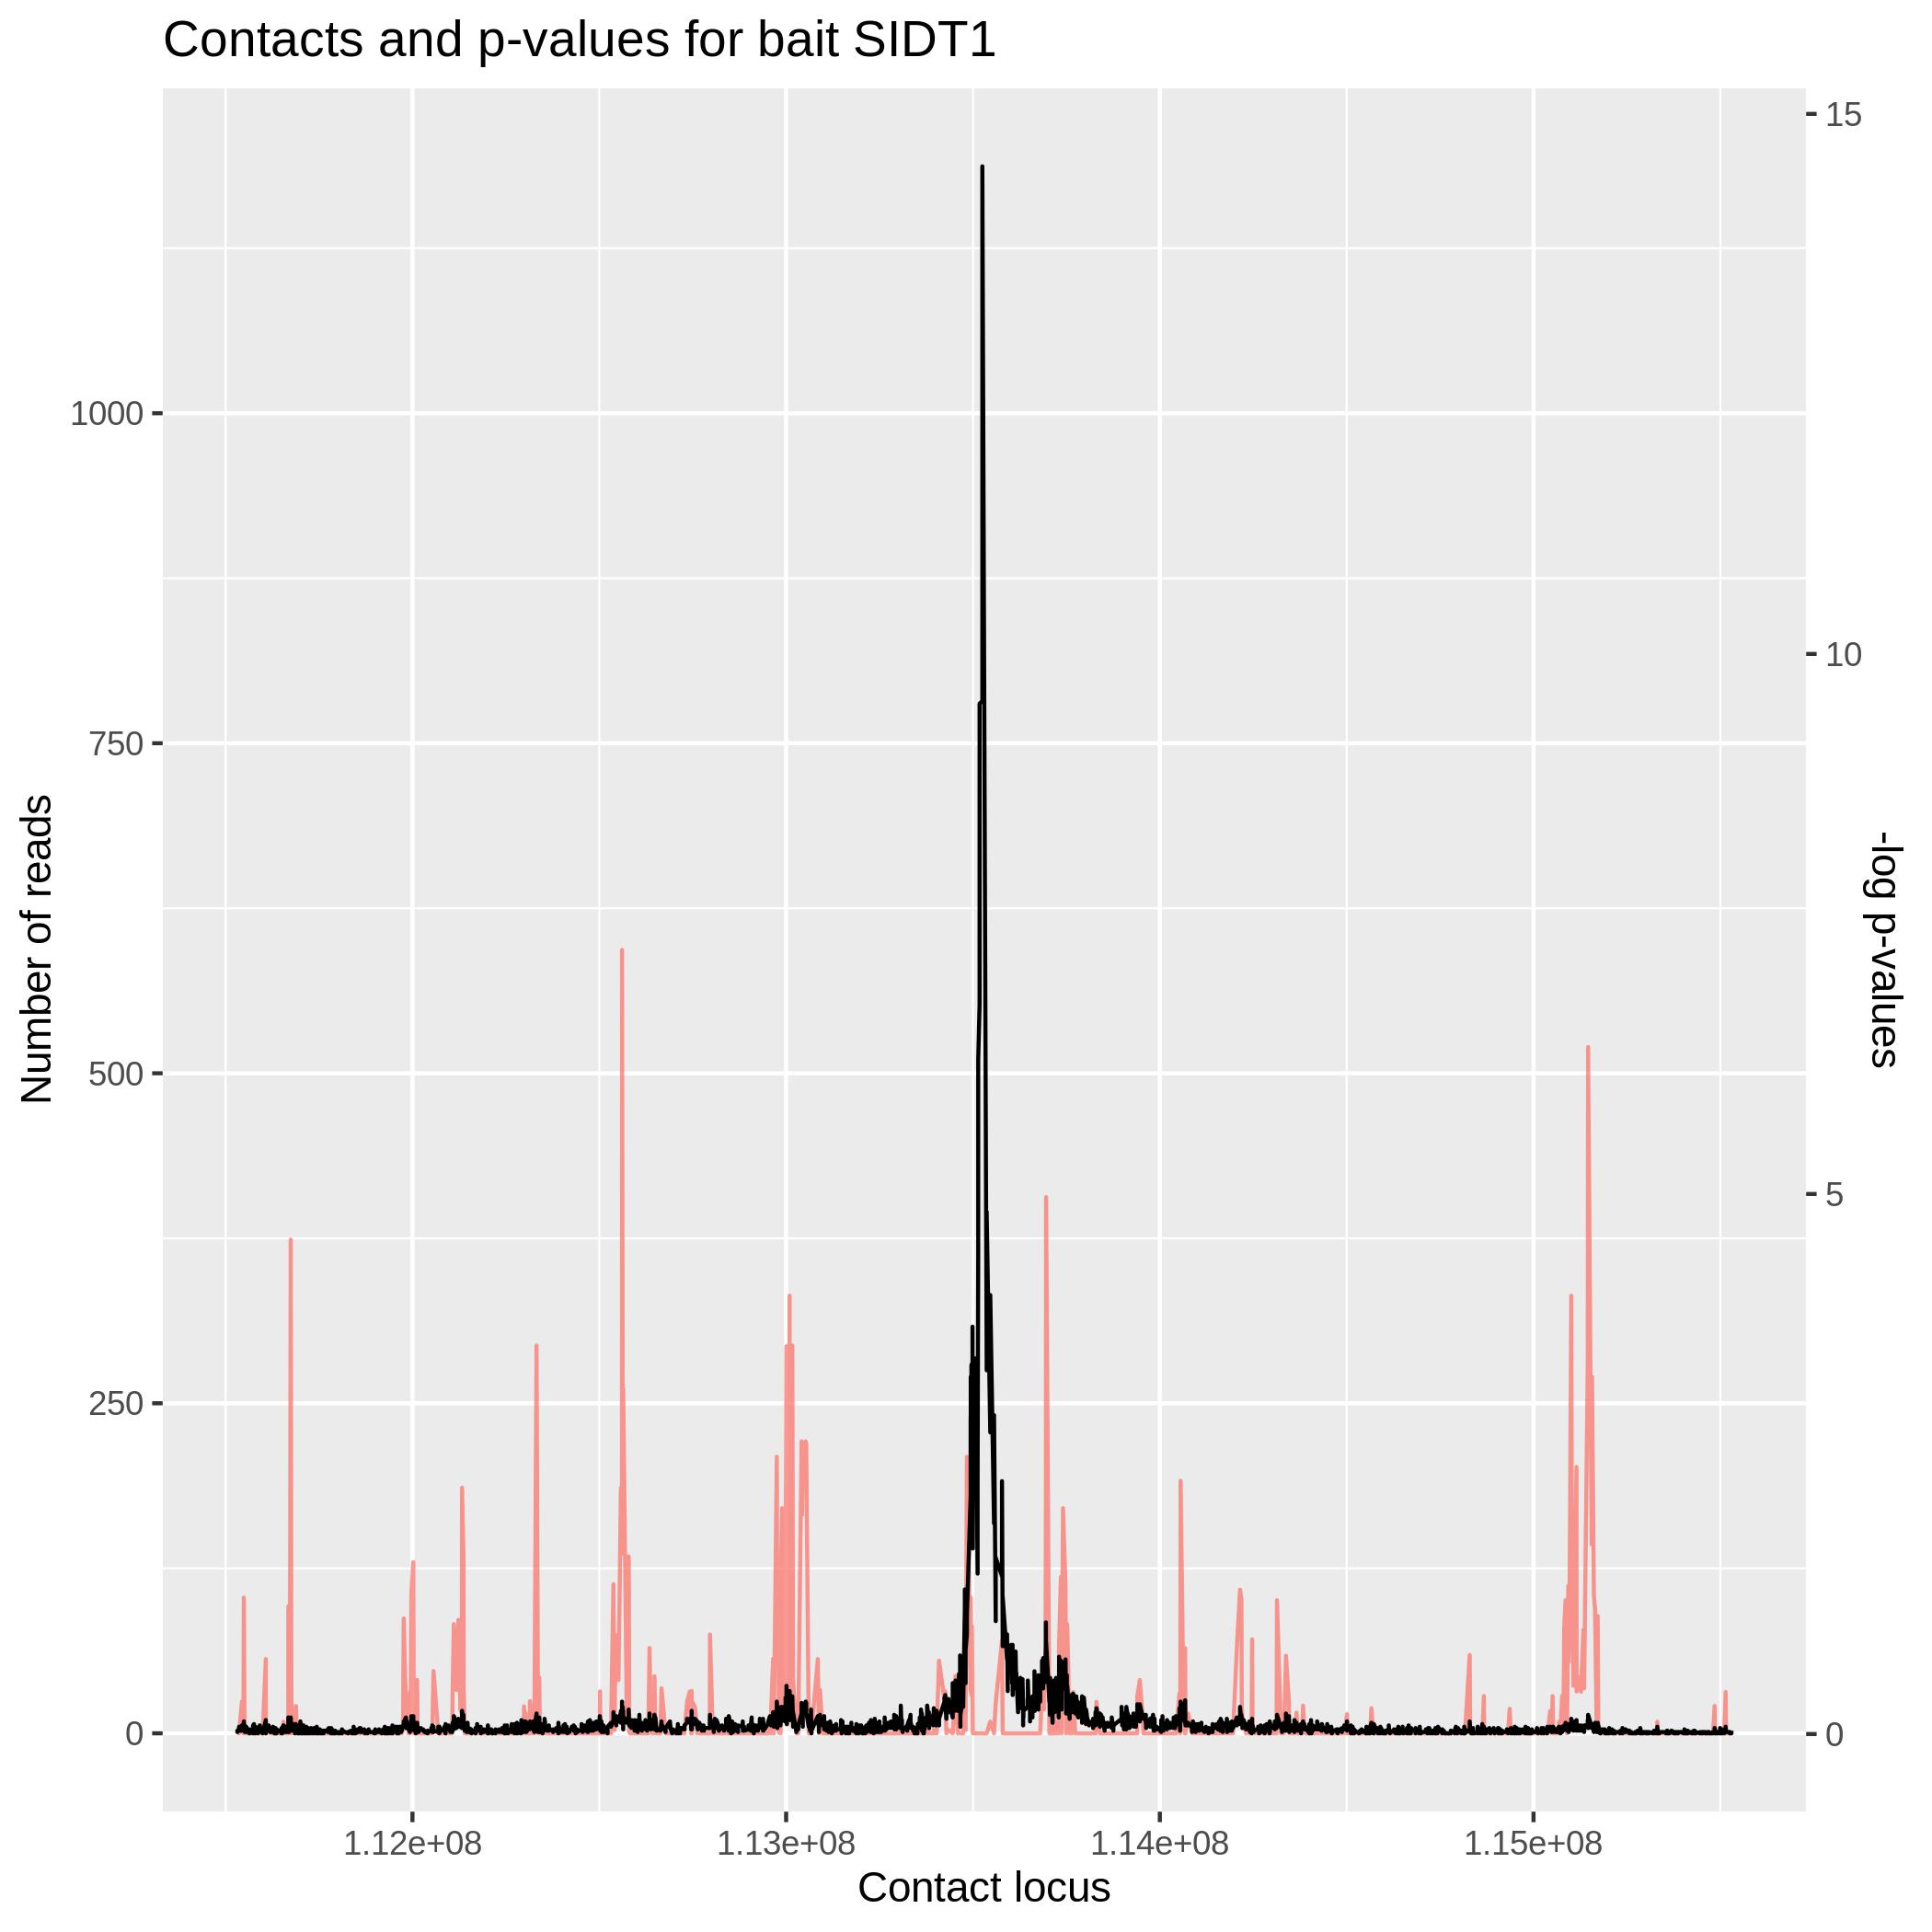 Contacts and p-values for bait SIDT1
15
1000
10
750
Number of reads
-log p-values
500
5
250
0
0
1.12e+08
1.13e+08
1.14e+08
1.15e+08
Contact locus